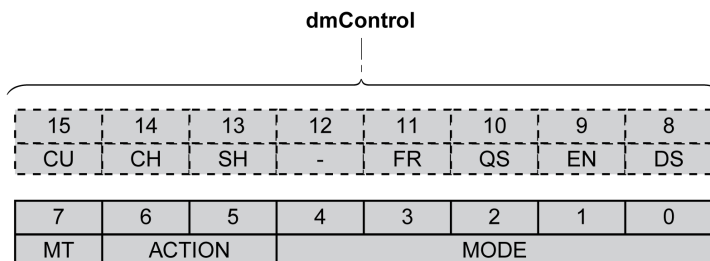 dmControl
15 14 13 12 11 10 9 8
CU CH SH - FR QS EN DS
7 6 5 4 3 2 1 0
MT ACTION MODE